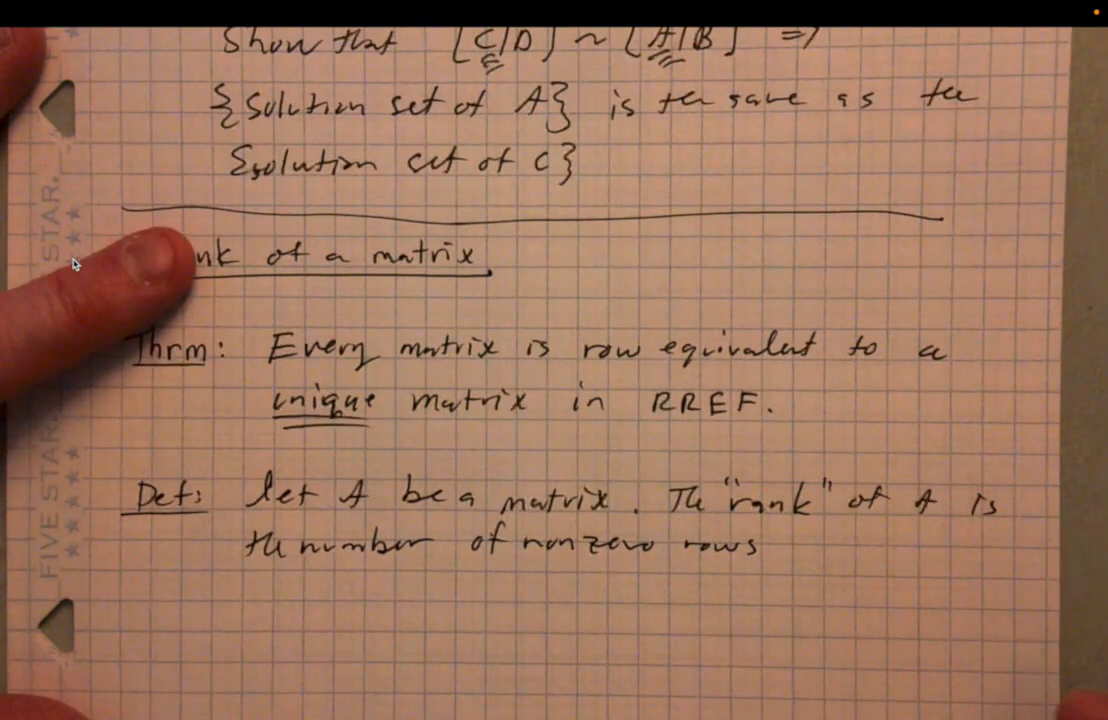 Show that [C|D] ~ [A|B] =>
{Solution set of A} is the same as the
{solution set of C}
nk of a matrix
Thrm: Every matrix is row equivalent to a
unique matrix in RREF.
Def: let A be a matrix. The "rank" of A is
the number of nonzero rows
FIVE STAR.
FIVE STAR.